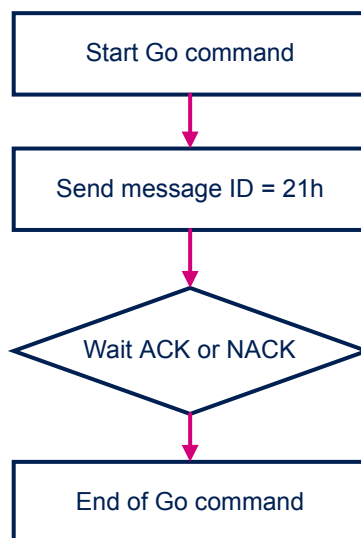 Start Go command
Send message ID = 21h
Wait ACK or NACK
End of Go command